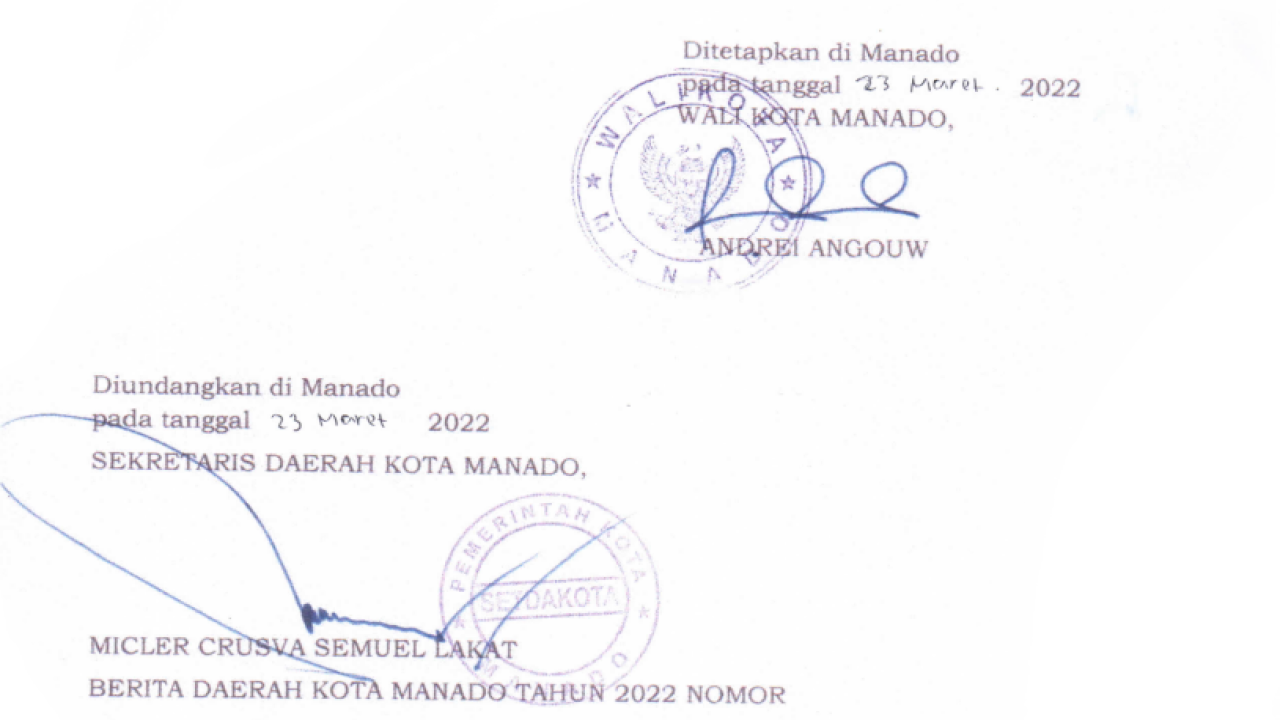 Ditetapkan di Manado
pada tanggal 23 Maret. 2022
WALI KOTA MANADO,
WALIKOTA
MANADO
ANDREI ANGOUW
Diundangkan di Manado
pada tanggal 23 Maret 2022
SEKRETARIS DAERAH KOTA MANADO,
PEMERINTAH KOTA
SETDAKOTA
MANADO
MICLER CRUSVA SEMUEL LAKAT
BERITA DAERAH KOTA MANADO TAHUN 2022 NOMOR